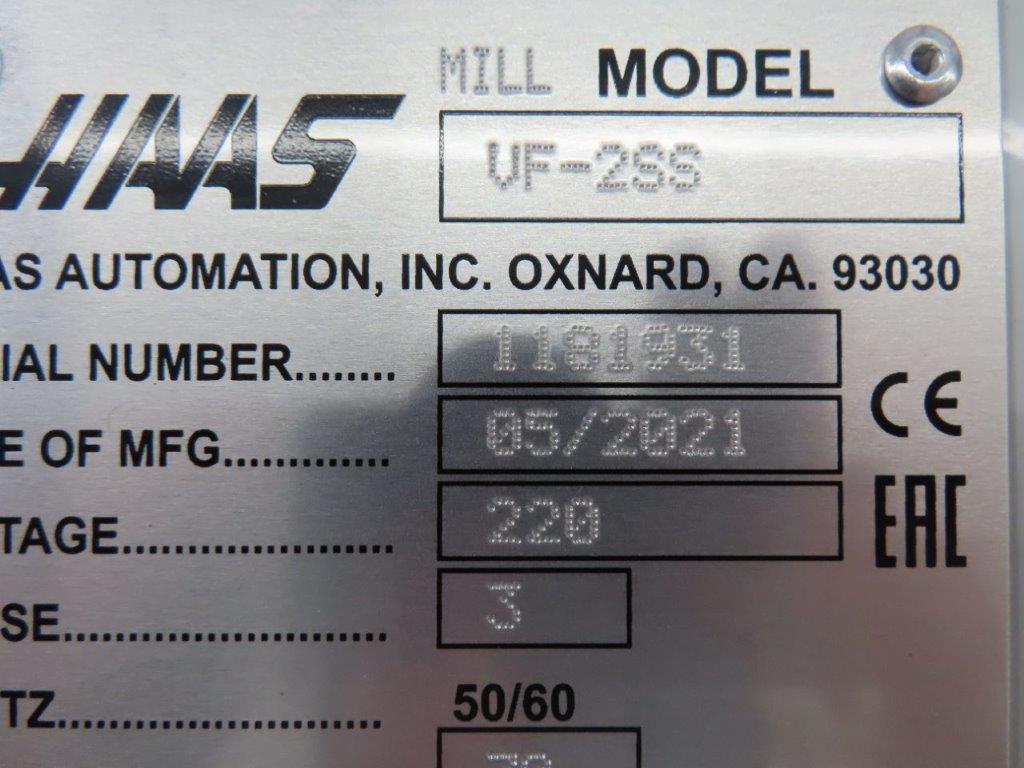 MILL MODEL
HAAS
VF-2SS
AS AUTOMATION, INC. OXNARD, CA. 93030
IAL NUMBER........ 1181931
E OF MFG............. 05/2021
CE
TAGE..................... 220
EAC
SE......................... 3
TZ......................... 50/60